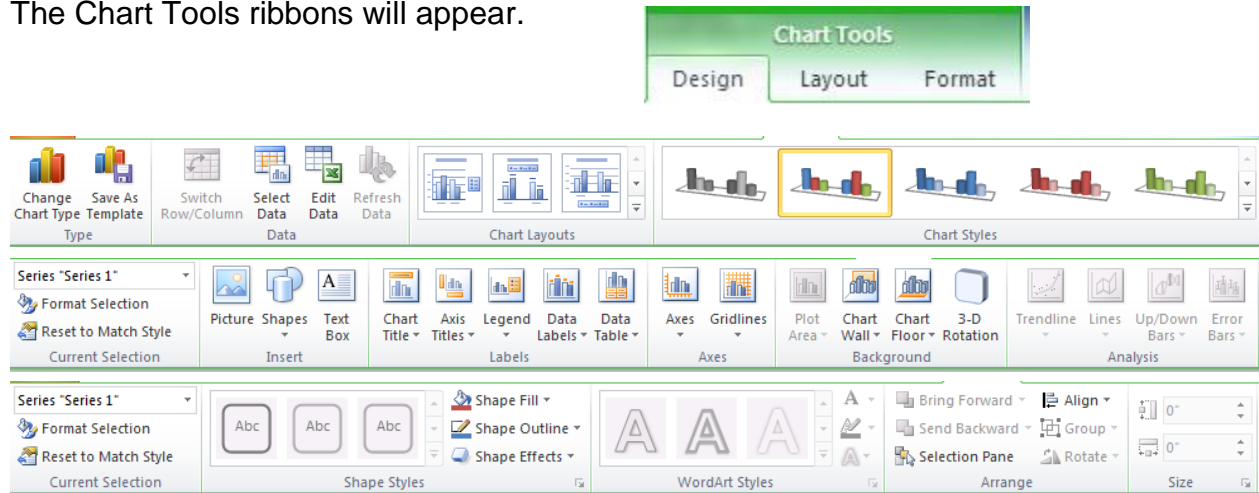 The Chart Tools ribbons will appear.
Chart Tools
Design Layout Format
Change Chart Type
Save As Template
Switch Row/Column
Select Data
Edit Data
Refresh Data
Type Data Chart Layouts Chart Styles
Series "Series 1"
Format Selection
Reset to Match Style
Picture
Shapes
A
Text Box
Chart Title
Axis Titles
Legend
Data Labels
Data Table
Axes
Gridlines
Plot Area
Chart Wall
Chart Floor
3-D Rotation
Trendline
Lines
Up/Down Bars
Error Bars
Current Selection Insert Labels Axes Background Analysis
Series "Series 1"
Format Selection
Reset to Match Style
Abc Abc Abc
Shape Fill
Shape Outline
Shape Effects
A A A
A
A
A
Bring Forward
Send Backward
Selection Pane
Align
Group
Rotate
0"
0"
Current Selection Shape Styles WordArt Styles Arrange Size